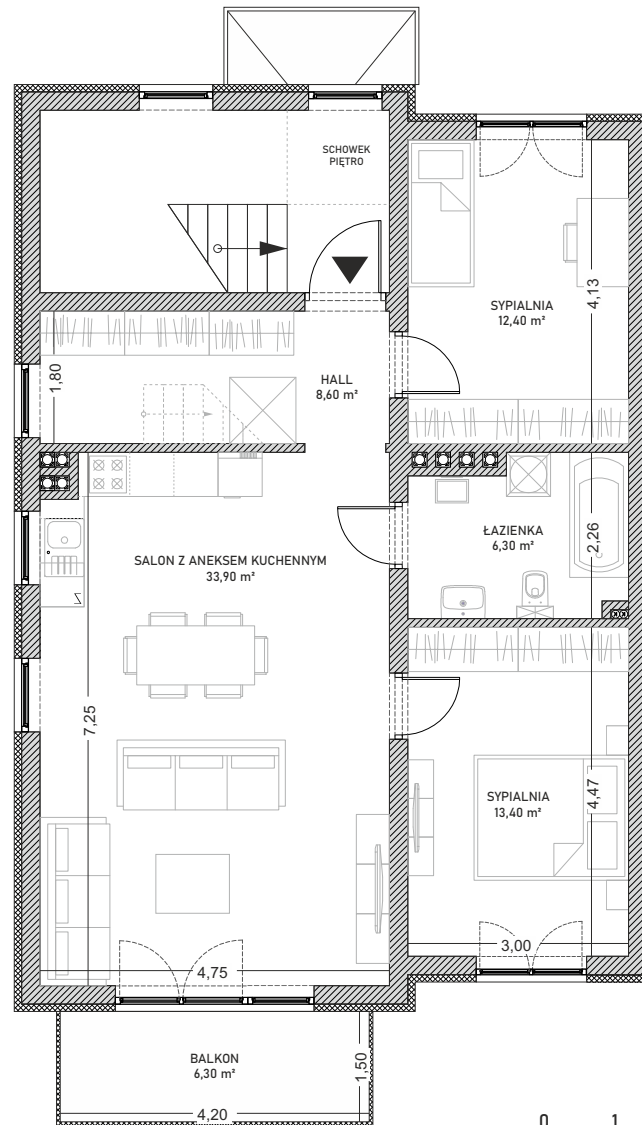 SCHOWEK
PIĘTRO
SYPIALNIA
12,40 m²
4,13
1,80
HALL
8,60 m²
SALON Z ANEKSEM KUCHENNYM
33,90 m²
ŁAZIENKA
6,30 m²
2,26
7,25
SYPIALNIA
13,40 m²
4,47
3,00
4,75
BALKON
6,30 m²
1,50
4,20
0 1